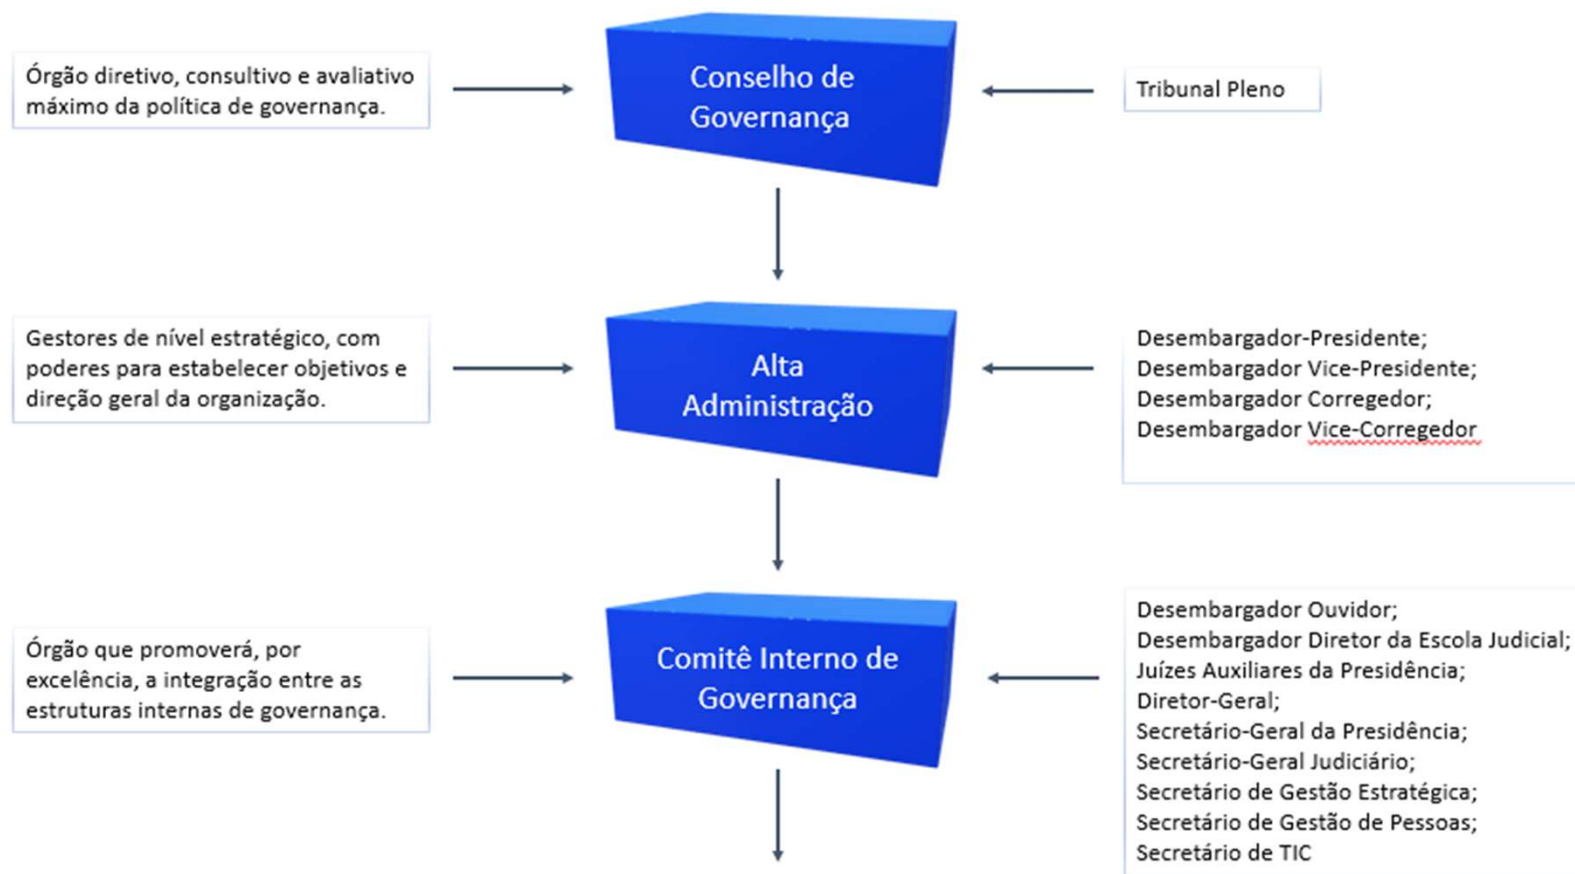 Órgão diretivo, consultivo e avaliativo
máximo da política de governança.
Conselho de
Governança
Tribunal Pleno
Gestores de nível estratégico, com
poderes para estabelecer objetivos e
direção geral da organização.
Alta
Administração
Desembargador-Presidente;
Desembargador Vice-Presidente;
Desembargador Corregedor;
Desembargador Vice-Corregedor
Órgão que promoverá, por
excelência, a integração entre as
estruturas internas de governança.
Comitê Interno de
Governança
Desembargador Ouvidor;
Desembargador Diretor da Escola Judicial;
Juízes Auxiliares da Presidência;
Diretor-Geral;
Secretário-Geral da Presidência;
Secretário-Geral Judiciário;
Secretário de Gestão Estratégica;
Secretário de Gestão de Pessoas;
Secretário de TIC